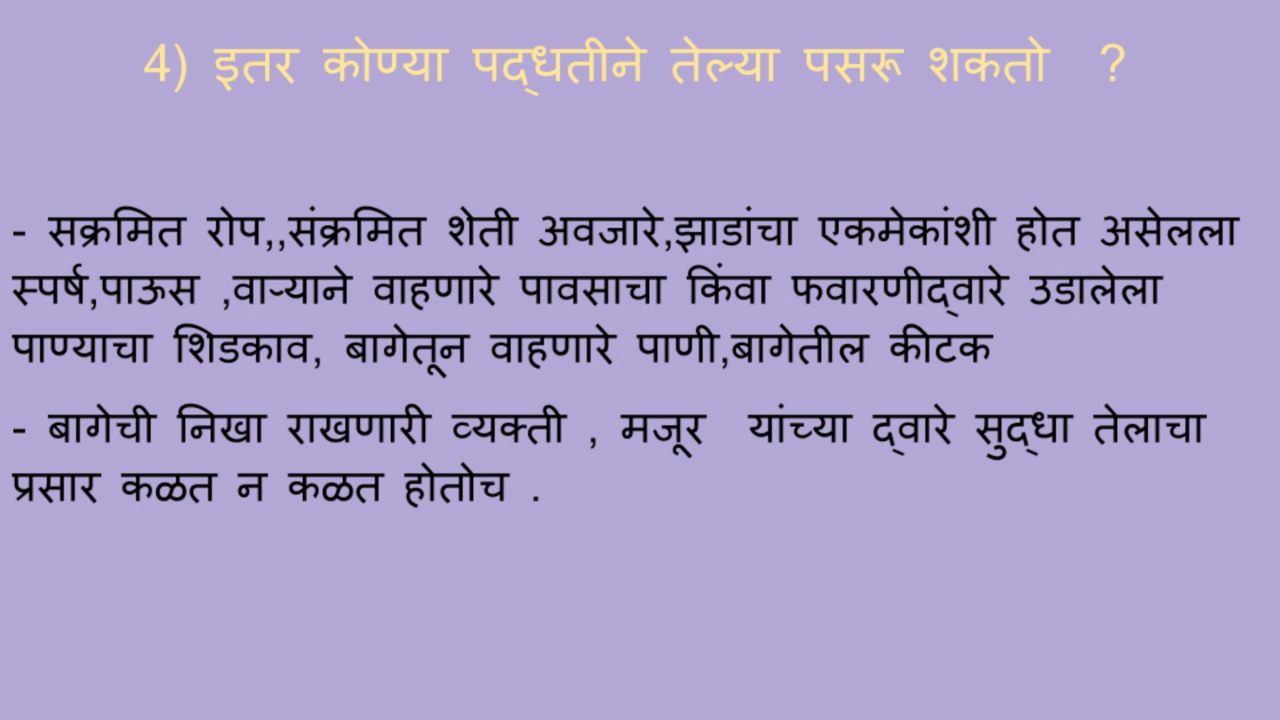 4) इतर कोण्या पद्धतीने तेल्या पसरू शकतो ?
- सक्रमित रोप,,संक्रमित शेती अवजारे,झाडांचा एकमेकांशी होत असेलला
स्पर्ष,पाऊस ,वाऱ्याने वाहणारे पावसाचा किंवा फवारणीद्वारे उडालेला
पाण्याचा शिडकाव, बागेतून वाहणारे पाणी,बागेतील कीटक
- बागेची निखा राखणारी व्यक्ती , मजूर यांच्या द्वारे सुद्धा तेलाचा
प्रसार कळत न कळत होतोच .